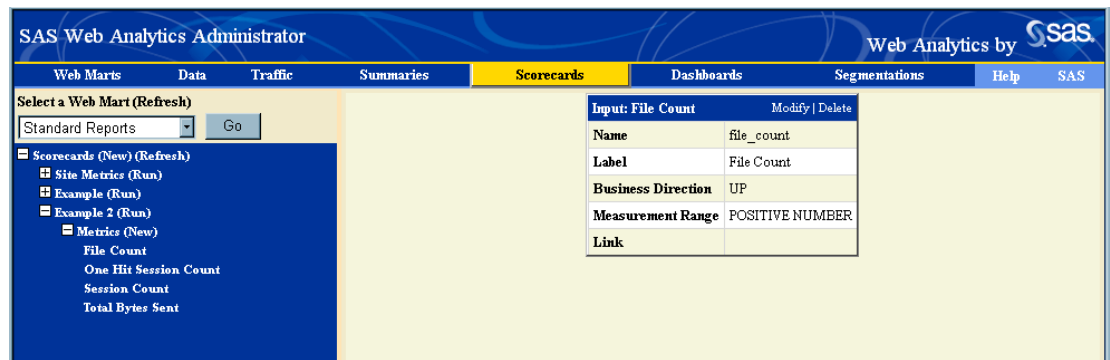 SAS Web Analytics Administrator
Web Analytics by sas.
Web Marts Data Traffic Summaries Scorecards Dashboards Segmentations Help SAS
Select a Web Mart (Refresh)
Standard Reports Go
Scorecards (New) (Refresh)
Site Metrics (Run)
Example (Run)
Example 2 (Run)
Metrics (New)
File Count
One Hit Session Count
Session Count
Total Bytes Sent
Input: File Count Modify | Delete
Name file_count
Label File Count
Business Direction UP
Measurement Range POSITIVE NUMBER
Link